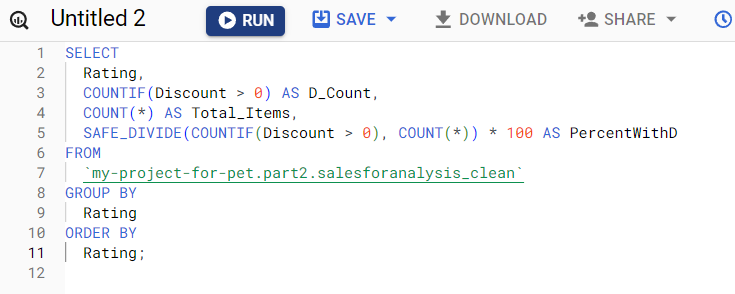 Untitled 2 RUN SAVE DOWNLOAD SHARE
1 SELECT
2 Rating,
3 COUNTIF(Discount > 0) AS D_Count,
4 COUNT(*) AS Total_Items,
5 SAFE_DIVIDE(COUNTIF(Discount > 0), COUNT(*)) * 100 AS PercentWithD
6 FROM
7 `my-project-for-pet.part2.salesforanalysis_clean`
8 GROUP BY
9 Rating
10 ORDER BY
11 Rating;
12